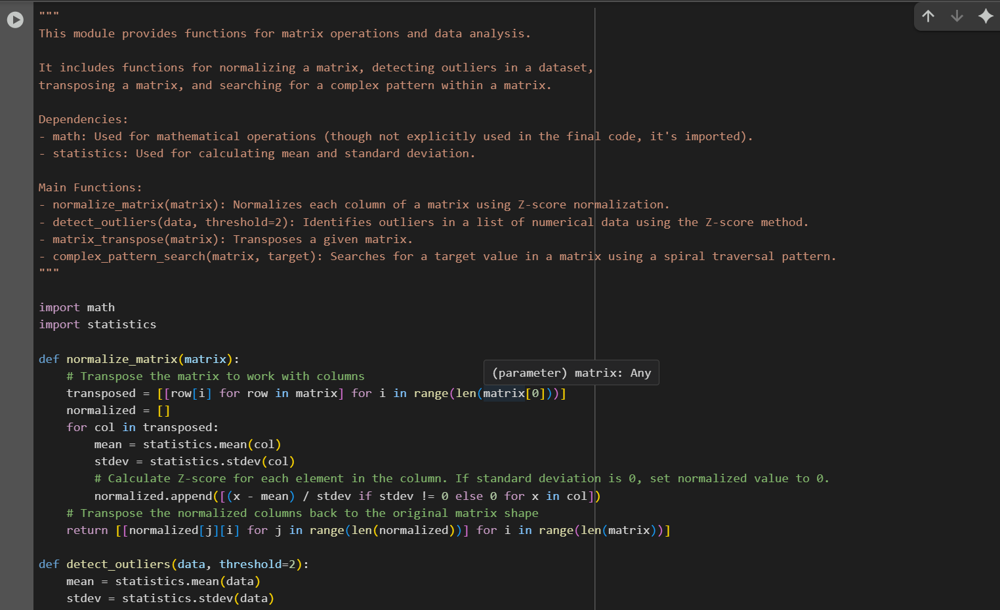 """
This module provides functions for matrix operations and data analysis.
It includes functions for normalizing a matrix, detecting outliers in a dataset,
transposing a matrix, and searching for a complex pattern within a matrix.
Dependencies:
- math: Used for mathematical operations (though not explicitly used in the final code, it's imported).
- statistics: Used for calculating mean and standard deviation.
Main Functions:
- normalize_matrix(matrix): Normalizes each column of a matrix using Z-score normalization.
- detect_outliers(data, threshold=2): Identifies outliers in a list of numerical data using the Z-score method.
- matrix_transpose(matrix): Transposes a given matrix.
- complex_pattern_search(matrix, target): Searches for a target value in a matrix using a spiral traversal pattern.
"""
import math
import statistics
def normalize_matrix(matrix):
(parameter) matrix: Any
    # Transpose the matrix to work with columns
    transposed = [[row[i] for row in matrix] for i in range(len(matrix[0]))]
    normalized = []
    for col in transposed:
        mean = statistics.mean(col)
        stdev = statistics.stdev(col)
        # Calculate Z-score for each element in the column. If standard deviation is 0, set normalized value to 0.
        normalized.append([(x - mean) / stdev if stdev != 0 else 0 for x in col])
    # Transpose the normalized columns back to the original matrix shape
    return [[normalized[j][i] for j in range(len(normalized))] for i in range(len(matrix))]
def detect_outliers(data, threshold=2):
    mean = statistics.mean(data)
    stdev = statistics.stdev(data)